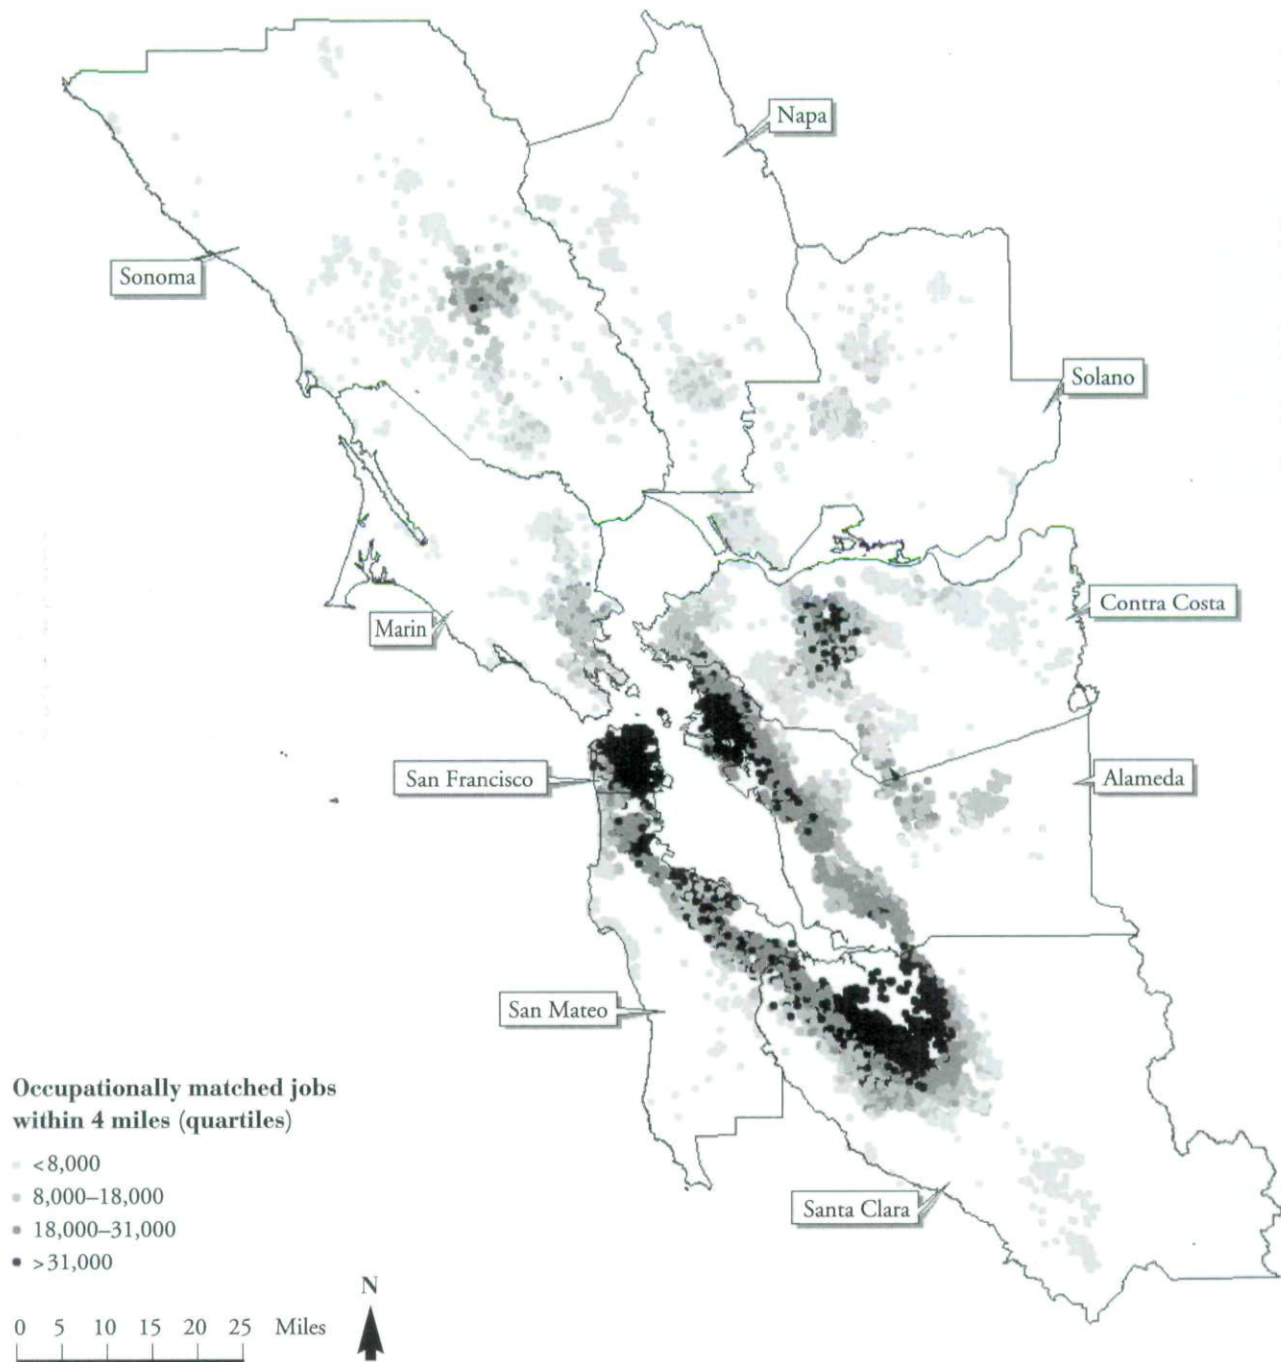 Napa
Sonoma
Solano
Contra Costa
Marin
San Francisco
Alameda
San Mateo
Occupationally matched jobs
within 4 miles (quartiles)
<8,000
8,000–18,000
18,000–31,000
>31,000
Santa Clara
N
0 5 10 15 20 25 Miles